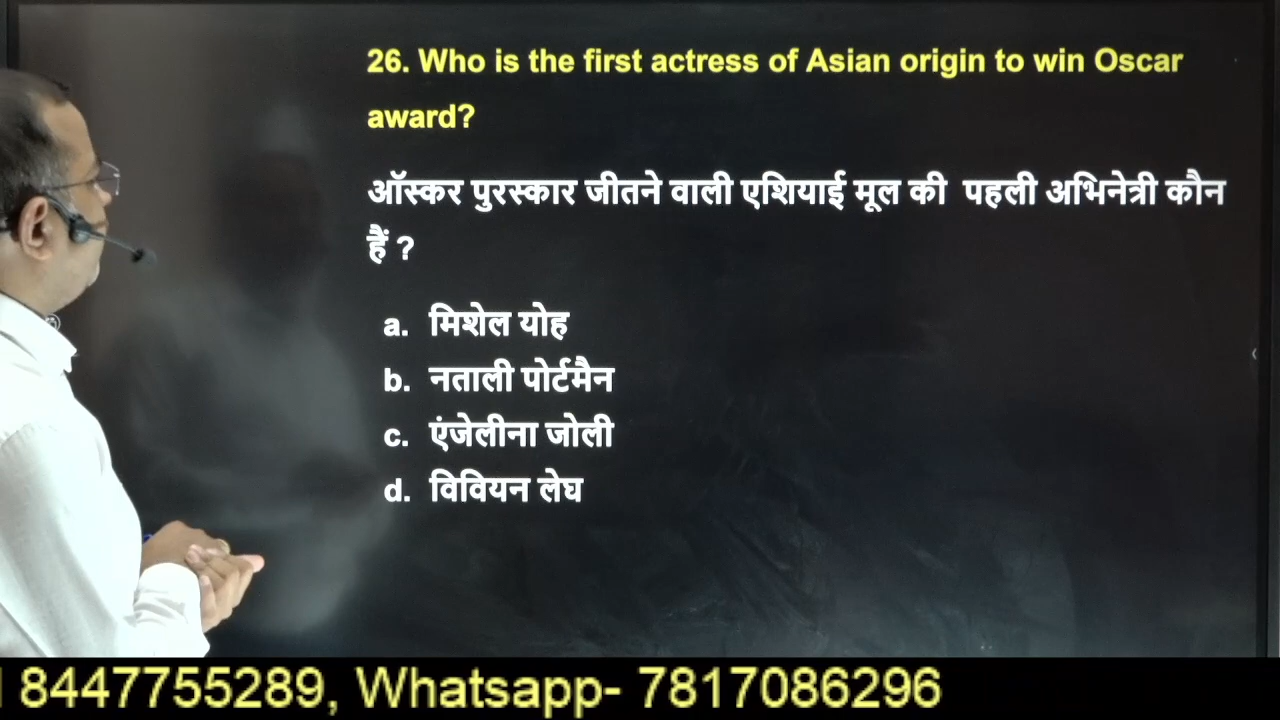 26. Who is the first actress of Asian origin to win Oscar
award?
ऑस्कर पुरस्कार जीतने वाली एशियाई मूल की पहली अभिनेत्री कौन
हैं ?
a. मिशेल योह
b. नताली पोर्टमैन
c. एंजेलीना जोली
d. विवियन लेघ
8447755289, Whatsapp- 7817086296